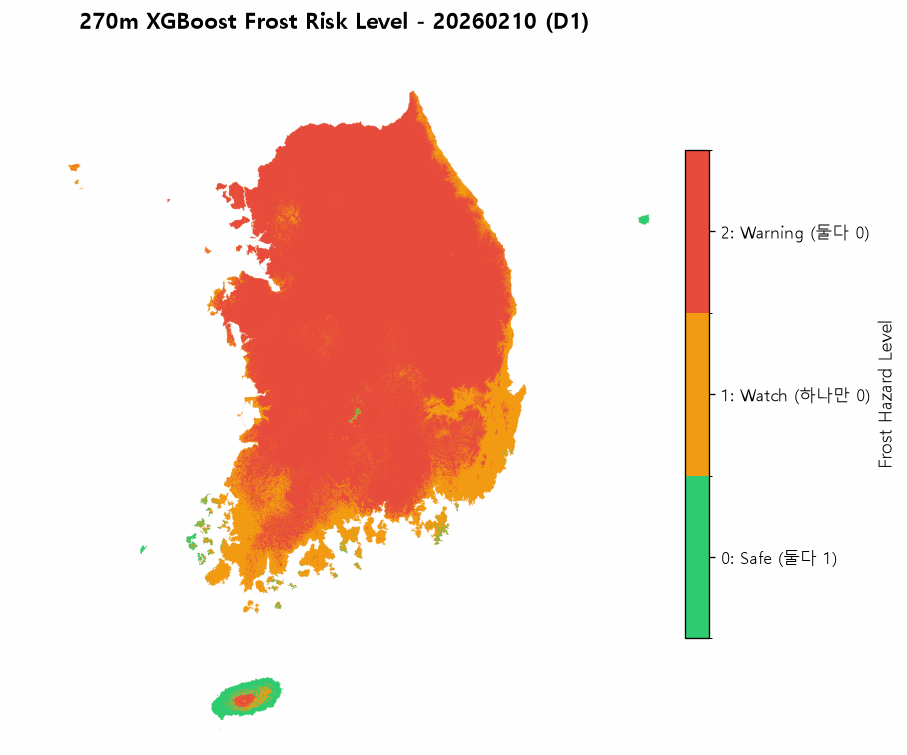 270m XGBoost Frost Risk Level - 20260210 (D1)
2: Warning (둘다 0)
1: Watch (하나만 0)
0: Safe (둘다 1)
Frost Hazard Level